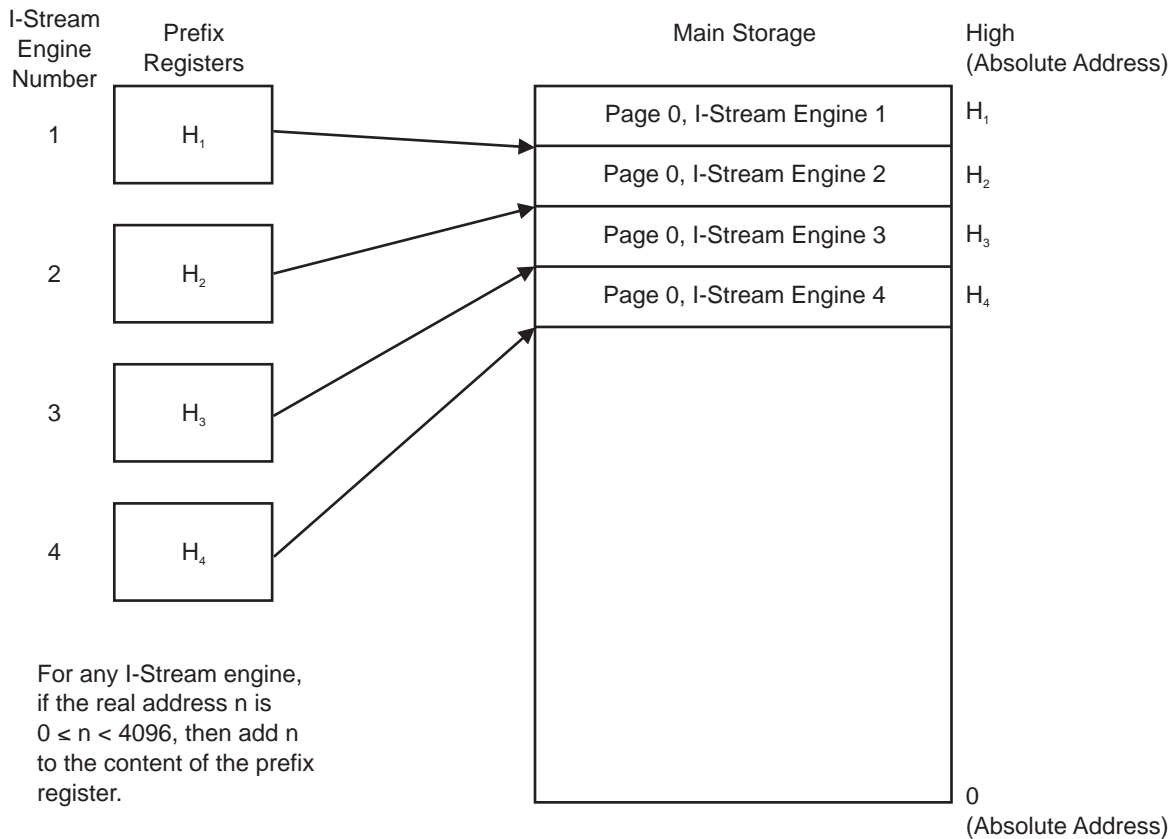 I-Stream
Engine
Number
Prefix
Registers
Main Storage
High
(Absolute Address)
1
H₁
Page 0, I-Stream Engine 1
H₁
Page 0, I-Stream Engine 2
H₂
2
H₂
Page 0, I-Stream Engine 3
H₃
Page 0, I-Stream Engine 4
H₄
3
H₃
4
H₄
For any I-Stream engine,
if the real address n is
0 ≤ n < 4096, then add n
to the content of the prefix
register.
0
(Absolute Address)